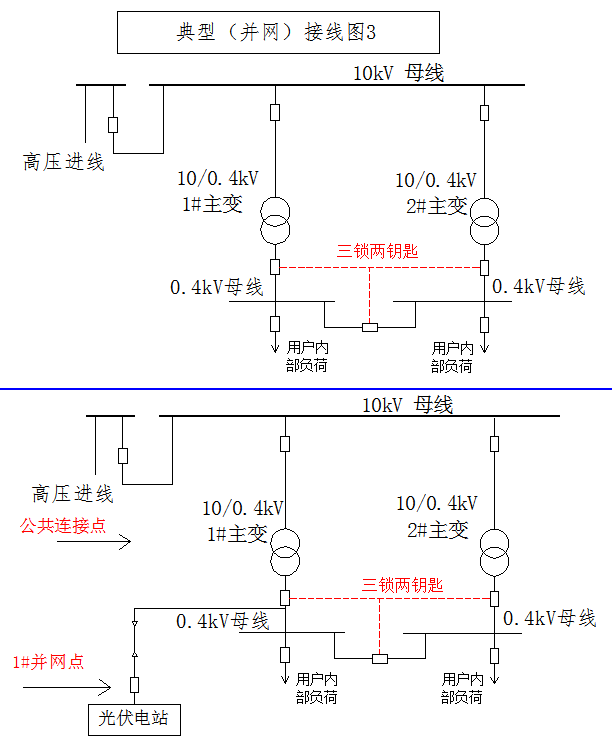 典型（并网）接线图3
10kV 母线
高压进线
10/0.4kV
1#主变
10/0.4kV
2#主变
三锁两钥匙
0.4kV母线
0.4kV母线
用户内
部负荷
用户内
部负荷
10kV 母线
高压进线
公共连接点
10/0.4kV
1#主变
10/0.4kV
2#主变
三锁两钥匙
0.4kV母线
0.4kV母线
1#并网点
用户内
部负荷
用户内
部负荷
光伏电站